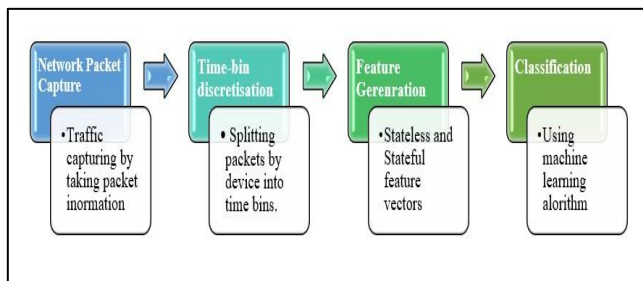 Network Packet
Capture
•Traffic
capturing by
taking packet
inormation
Time-bin
discretisation
• Splitting
packets by
device into
time bins.
Feature
Gerenration
•Stateless and
Stateful
feature
vectors
Classification
•Using
machine
learning
alorithm